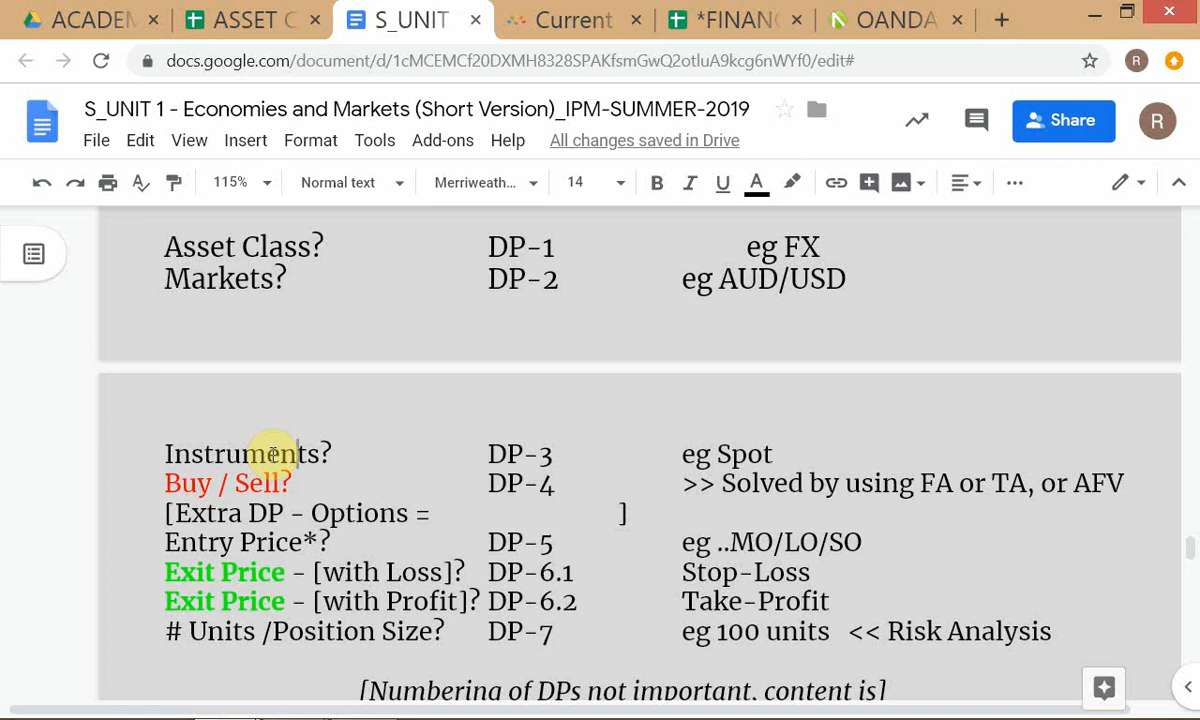 ACADEM × ASSET C × S_UNIT × Current × *FINANC × OANDA × +
docs.google.com/document/d/1cMCEMCf20DXMH8328SPAKfsmGwQ2otluA9kcg6nWYf0/edit# R
S_UNIT 1 - Economies and Markets (Short Version)_IPM-SUMMER-2019
File Edit View Insert Format Tools Add-ons Help All changes saved in Drive
Share R
115% Normal text Merriweath... 14 B I U A
Asset Class? DP-1 eg FX
Markets? DP-2 eg AUD/USD
Instruments? DP-3 eg Spot
Buy / Sell? DP-4 >> Solved by using FA or TA, or AFV
[Extra DP - Options = ]
Entry Price*? DP-5 eg ..MO/LO/SO
Exit Price - [with Loss]? DP-6.1 Stop-Loss
Exit Price - [with Profit]? DP-6.2 Take-Profit
# Units /Position Size? DP-7 eg 100 units << Risk Analysis
[Numbering of DPs not important, content is]